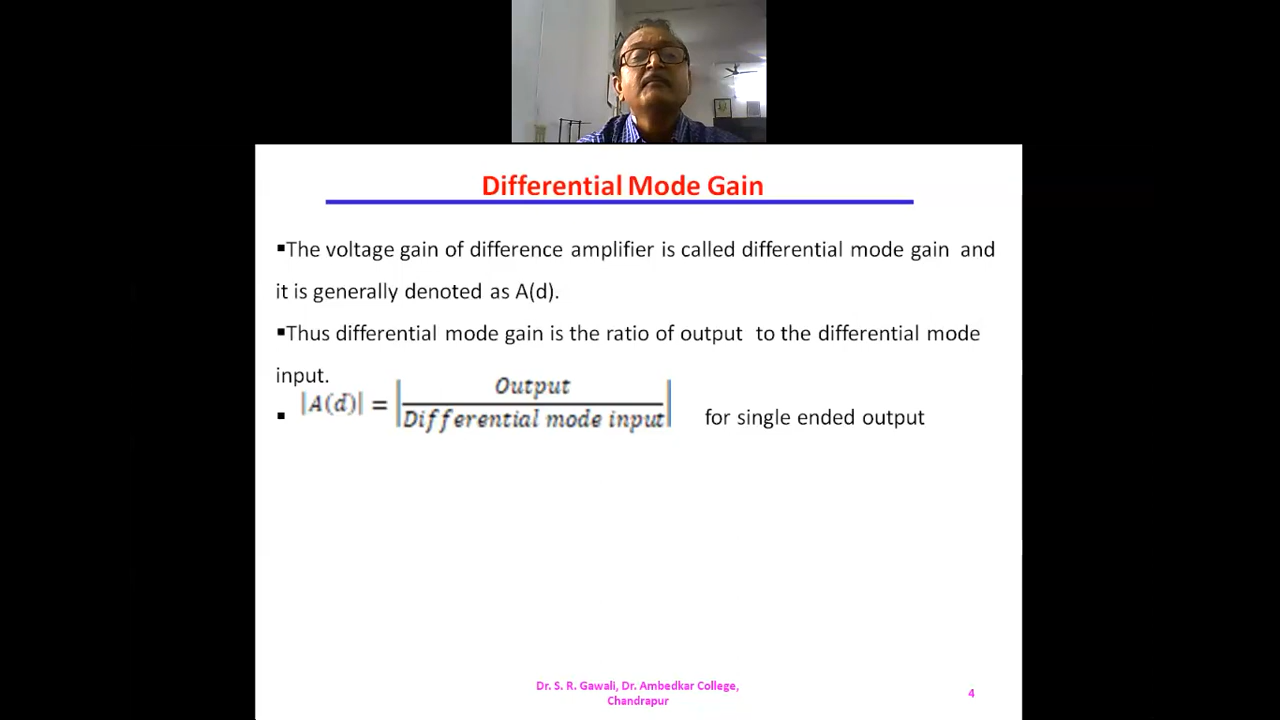 Differential Mode Gain
▪The voltage gain of difference amplifier is called differential mode gain and
it is generally denoted as A(d).
▪Thus differential mode gain is the ratio of output to the differential mode
input.
▪ |A(d)| = |Output / Differential mode input| for single ended output
Dr. S. R. Gawali, Dr. Ambedkar College,
Chandrapur
4